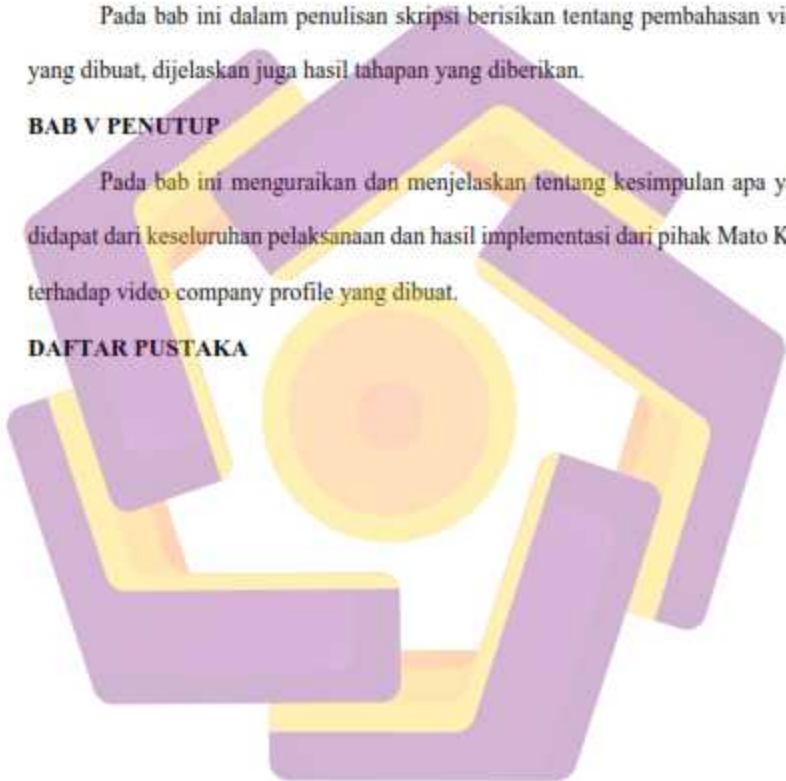 Pada bab ini dalam penulisan skripsi berisikan tentang pembahasan
yang dibuat, dijelaskan juga hasil tahapan yang diberikan.
BAB V PENUTUP
Pada bab ini menguraikan dan menjelaskan tentang kesimpulan apa
didapat dari keseluruhan pelaksanaan dan hasil implementasi dari pihak Mato
terhadap video company profile yang dibuat.
DAFTAR PUSTAKA